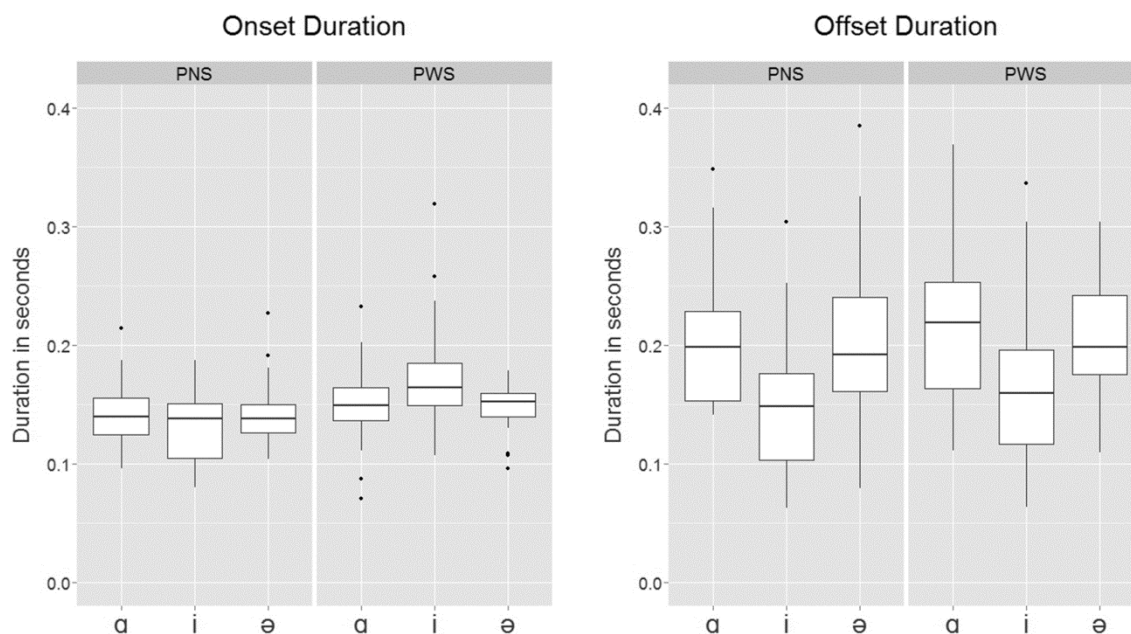 Onset Duration
PNS PWS
Duration in seconds
0.4
0.3
0.2
0.1
0.0
ɑ i ə ɑ i ə
Offset Duration
PNS PWS
Duration in seconds
0.4
0.3
0.2
0.1
0.0
ɑ i ə ɑ i ə